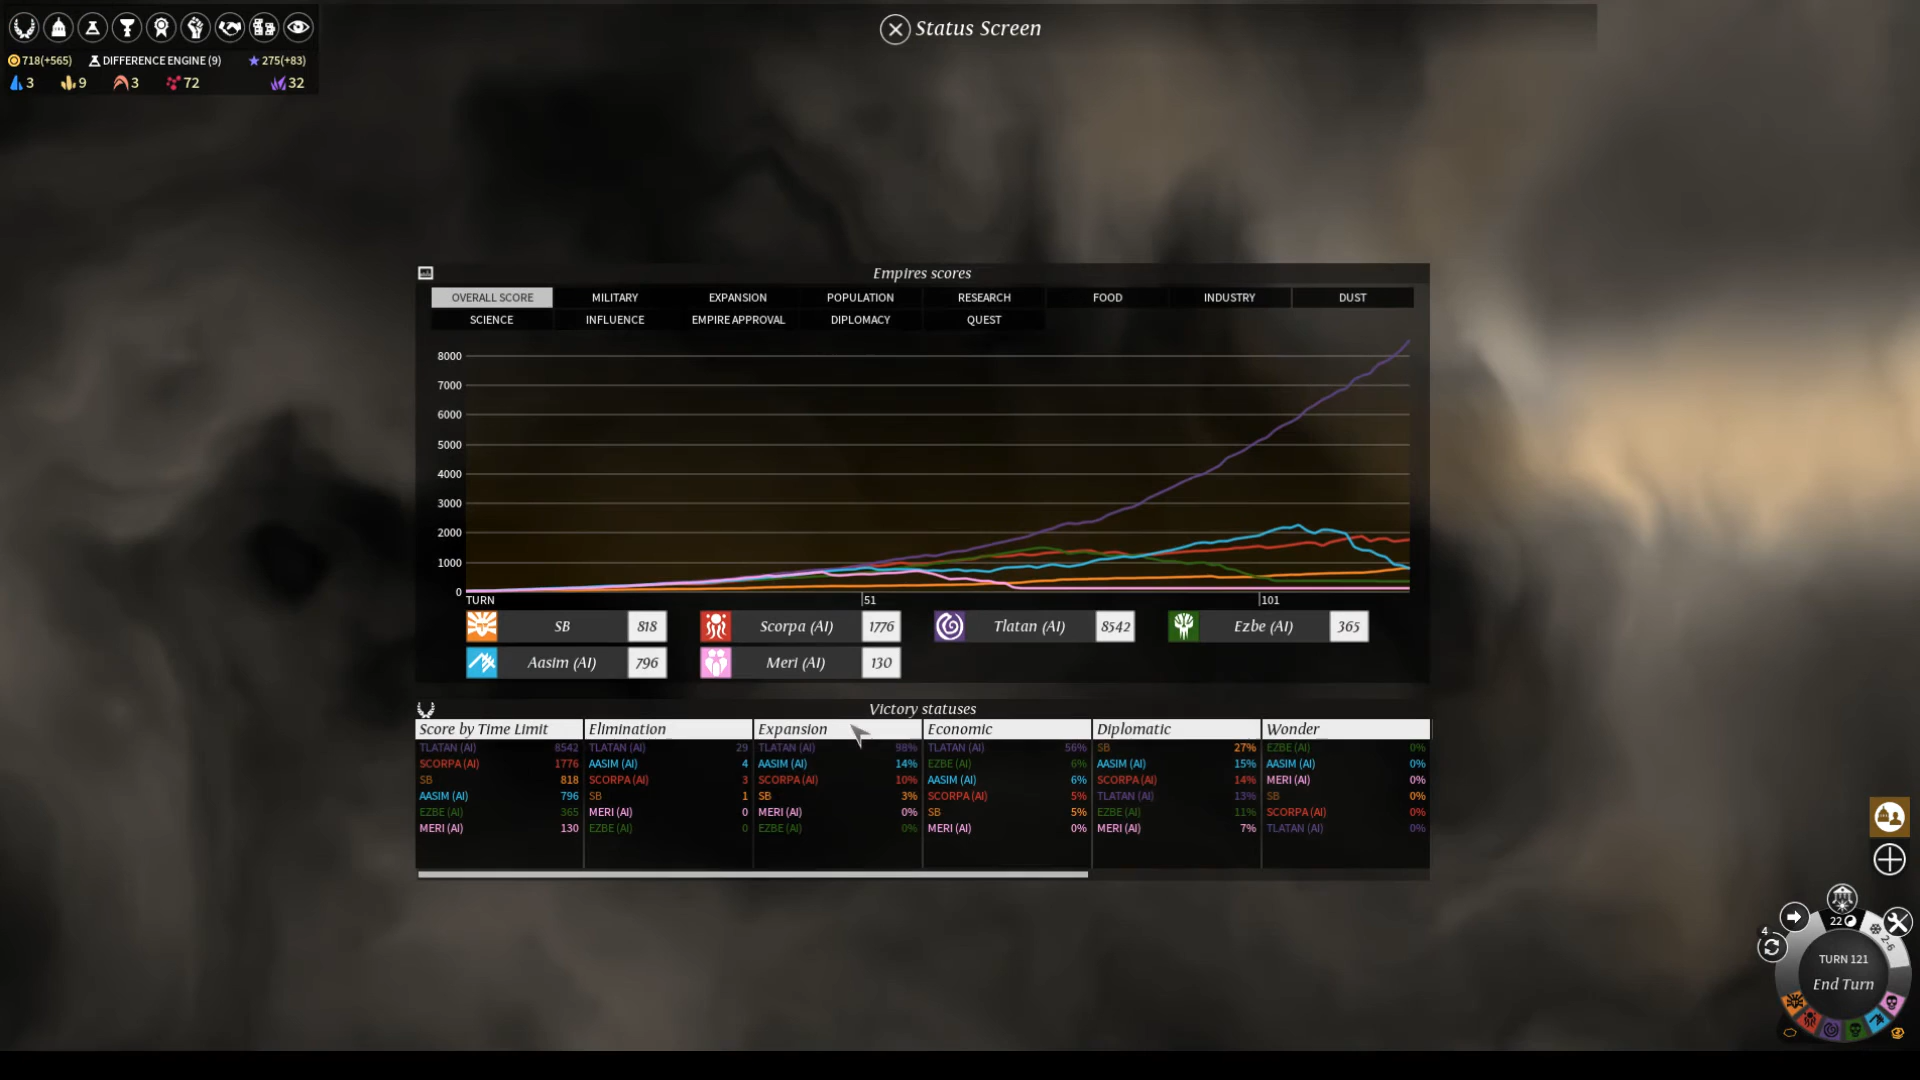 Status Screen
718(+565) DIFFERENCE ENGINE (9) 275(+83)
3 9 3 72 32
Empires scores
OVERALL SCORE MILITARY EXPANSION POPULATION RESEARCH FOOD INDUSTRY DUST
SCIENCE INFLUENCE EMPIRE APPROVAL DIPLOMACY QUEST
8000
7000
6000
5000
4000
3000
2000
1000
0
TURN 51 101
SB 818 Scorpa (AI) 1776 Tlatan (AI) 8542 Ezbe (AI) 365
Aasim (AI) 796 Meri (AI) 130
Victory statuses
Score by Time Limit Elimination Expansion Economic Diplomatic Wonder
TLATAN (AI) 8542 TLATAN (AI) 29 TLATAN (AI) 98% TLATAN (AI) 56% SB 27% EZBE (AI) 0%
SCORPA (AI) 1776 AASIM (AI) 4 AASIM (AI) 14% EZBE (AI) 6% AASIM (AI) 15% AASIM (AI) 0%
SB 818 SCORPA (AI) 3 SCORPA (AI) 10% AASIM (AI) 6% SCORPA (AI) 14% MERI (AI) 0%
AASIM (AI) 796 SB 1 SB 3% SCORPA (AI) 5% TLATAN (AI) 13% SB 0%
EZBE (AI) 365 MERI (AI) 0 MERI (AI) 0% SB 5% EZBE (AI) 11% SCORPA (AI) 0%
MERI (AI) 130 EZBE (AI) 0 EZBE (AI) 0% MERI (AI) 0% MERI (AI) 7% TLATAN (AI) 0%
22
4
2-6
TURN 121
End Turn